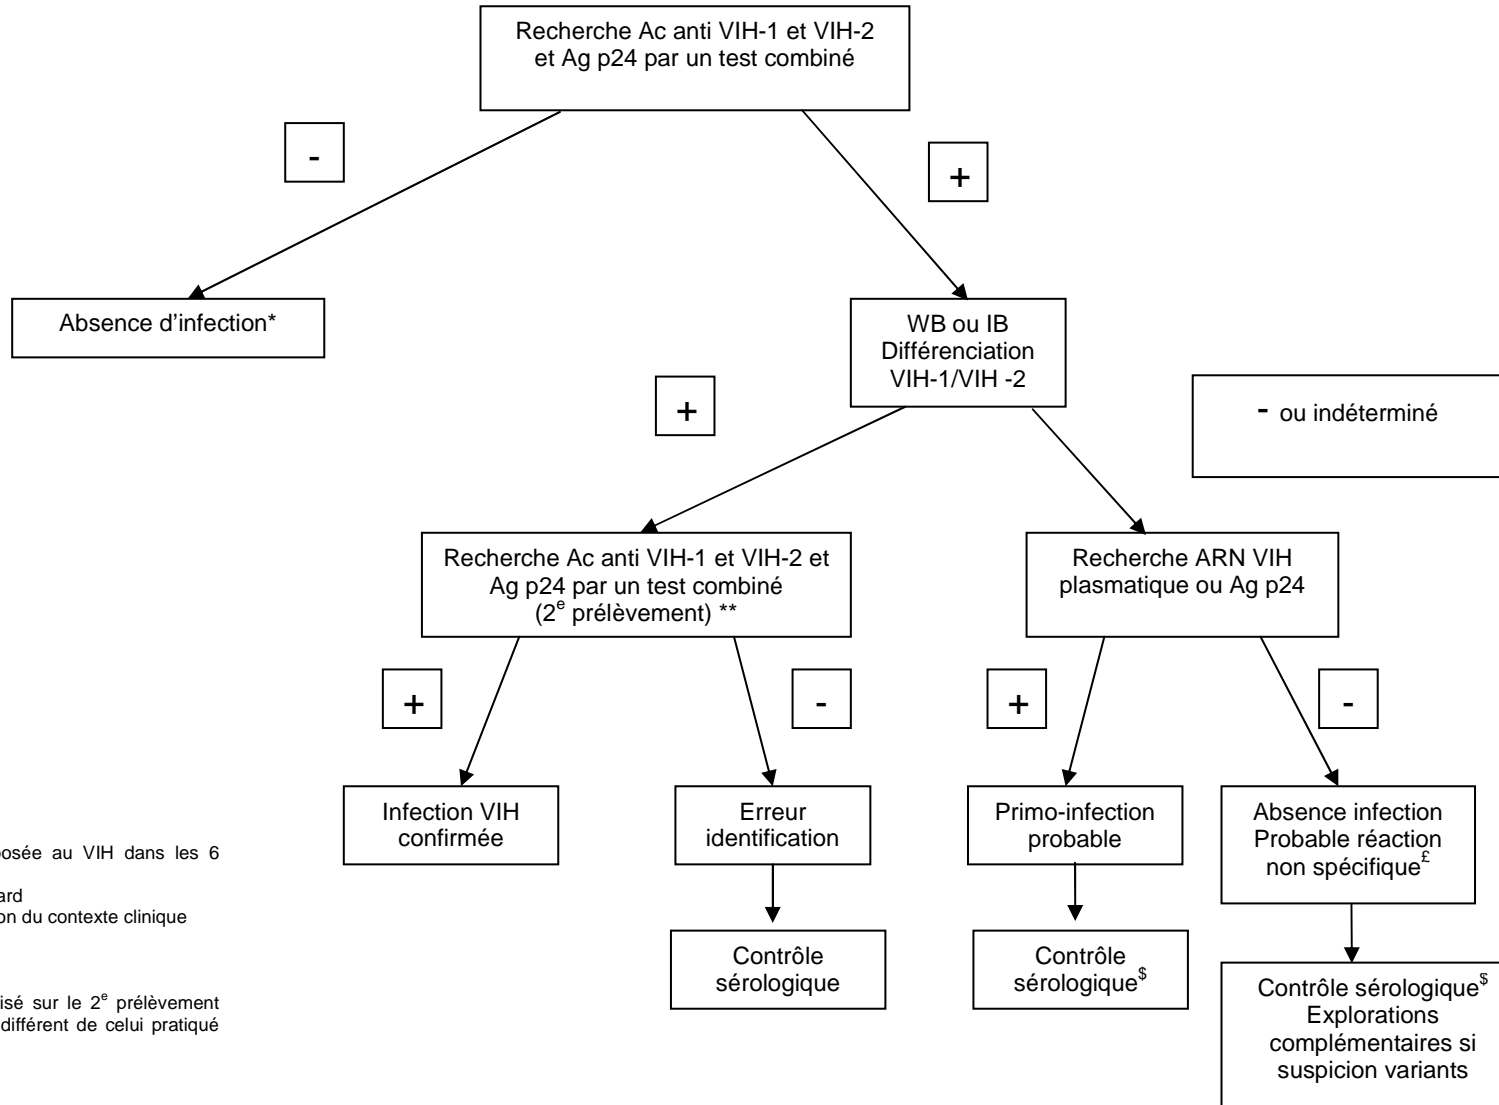 Recherche Ac anti VIH-1 et VIH-2
et Ag p24 par un test combiné
-
+
Absence d'infection*
WB ou IB
Différenciation
VIH-1/VIH -2
+
- ou indéterminé
Recherche Ac anti VIH-1 et VIH-2 et
Ag p24 par un test combiné
(2e prélèvement) **
Recherche ARN VIH
plasmatique ou Ag p24
+
-
+
-
Infection VIH
confirmée
Erreur
identification
Primo-infection
probable
Absence infection
Probable réaction
non spécifique£
Contrôle
sérologique
Contrôle
sérologique$
Contrôle sérologique$
Explorations
complémentaires si
suspicion variants
au VIH dans les 6
du contexte clinique
sur le 2e prélèvement
différent de celui pratiqué